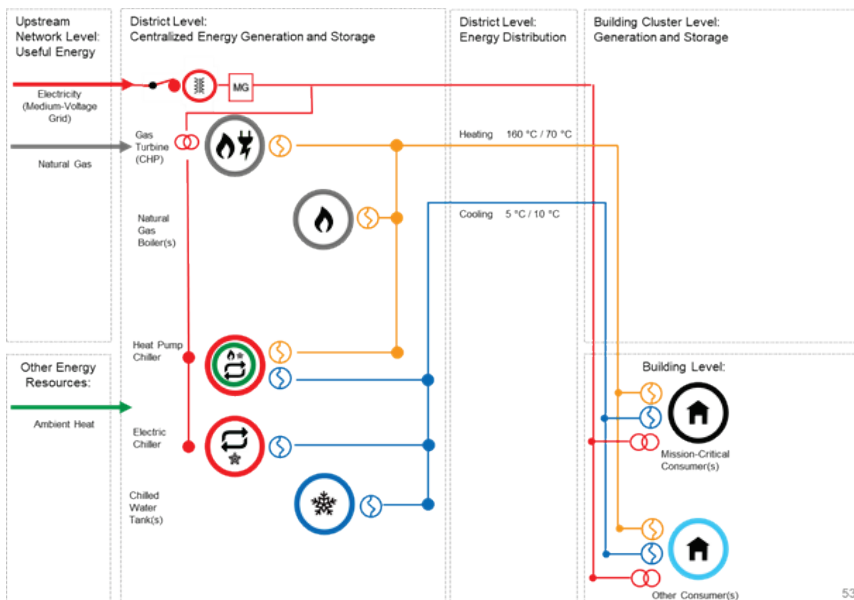 Upstream
Network Level:
Useful Energy
District Level:
Centralized Energy Generation and Storage
District Level:
Energy Distribution
Building Cluster Level:
Generation and Storage
Electricity
(Medium-Voltage
Grid)
MG
Gas
Turbine
(CHP)
Natural Gas
Heating 160 °C / 70 °C
Natural
Gas
Boiler(s)
Cooling 5 °C / 10 °C
Heat Pump
Chiller
Other Energy
Resources:
Ambient Heat
Electric
Chiller
Chilled
Water
Tank(s)
Building Level:
Mission-Critical
Consumer(s)
Other Consumer(s)
53